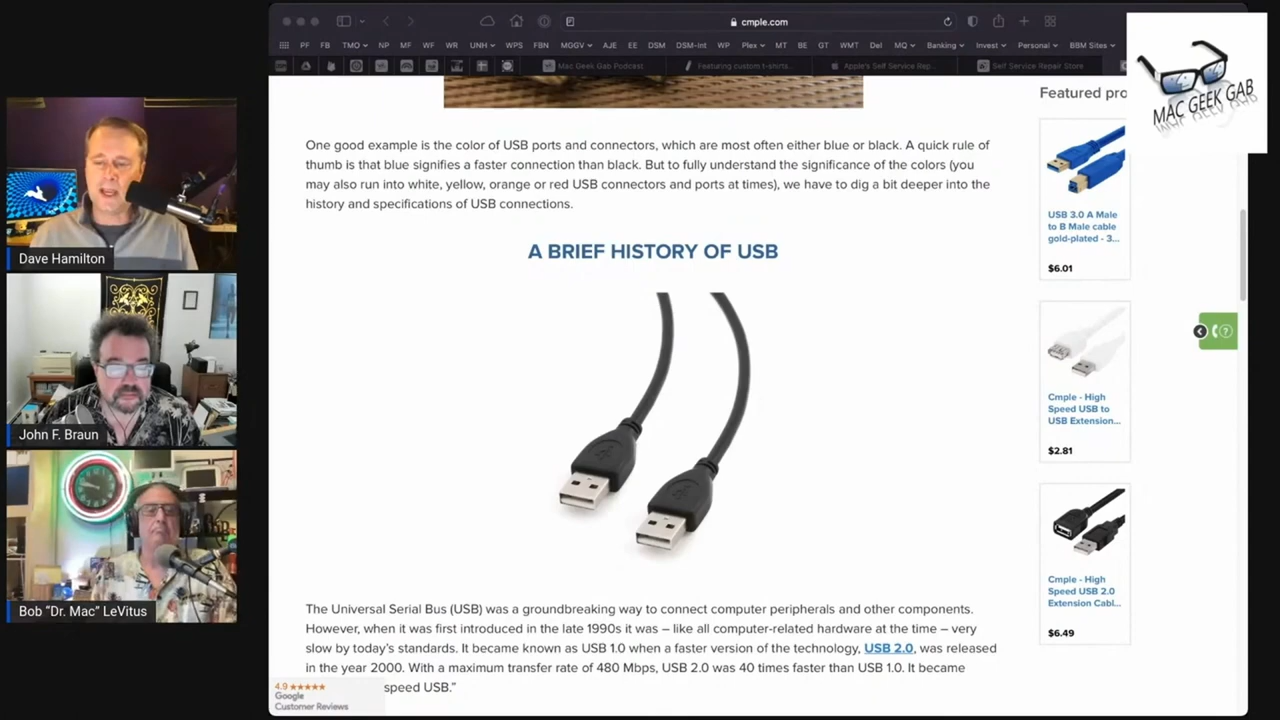 cmple.com
PF FB TMO NP MF WF WR UNH WPS FBN MGGV AJE EE DSM DSM-Int WP Plex MT BE GT WMT Del MQ Banking Invest Personal BBM Sites
Mac Geek Gab Podcast
Featuring custom t-shirts...
Apple's Self Service Rep...
Self Service Repair Store
MAC GEEK GAB
One good example is the color of USB ports and connectors, which are most often either blue or black. A quick rule of
thumb is that blue signifies a faster connection than black. But to fully understand the significance of the colors (you
may also run into white, yellow, orange or red USB connectors and ports at times), we have to dig a bit deeper into the
history and specifications of USB connections.
A BRIEF HISTORY OF USB
The Universal Serial Bus (USB) was a groundbreaking way to connect computer peripherals and other components.
However, when it was first introduced in the late 1990s it was – like all computer-related hardware at the time – very
slow by today's standards. It became known as USB 1.0 when a faster version of the technology, USB 2.0, was released
in the year 2000. With a maximum transfer rate of 480 Mbps, USB 2.0 was 40 times faster than USB 1.0. It became
speed USB."
4.9 ★★★★★
Google
Customer Reviews
Featured pro
USB 3.0 A Male
to B Male cable
gold-plated - 3...
$6.01
Cmple - High
Speed USB to
USB Extension...
$2.81
Cmple - High
Speed USB 2.0
Extension Cabl...
$6.49
Dave Hamilton
John F. Braun
Bob “Dr. Mac” LeVitus